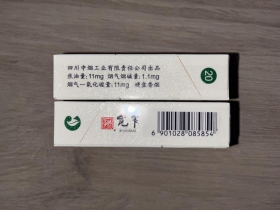 四川中烟工业有限责任公司出品
焦油量：11mg 烟气烟碱量：1.1mg
烟气一氧化碳量：11mg 硬盒香烟
20
6 901028 085854